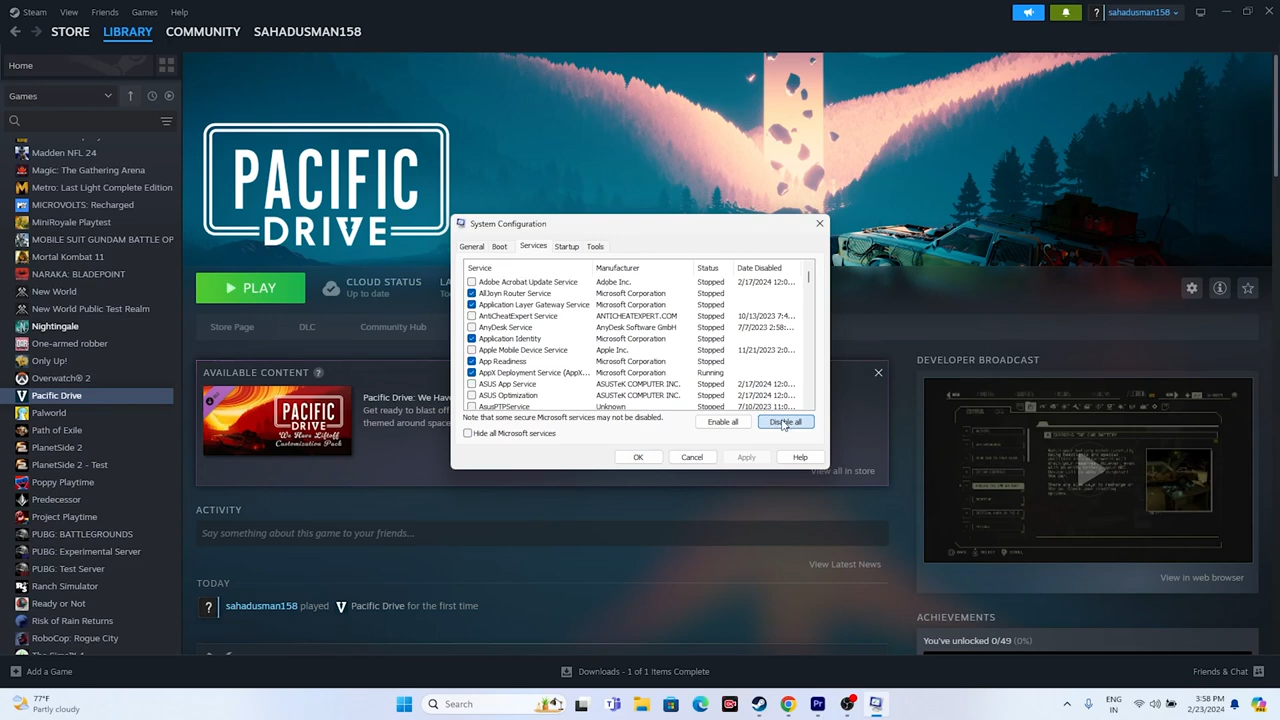 Steam View Friends Games Help
? sahadusman158
STORE LIBRARY COMMUNITY SAHADUSMAN158
Home
Games
Madden NFL 24
Magic: The Gathering Arena
Metro: Last Light Complete Edition
MICROVOLTS: Recharged
MiniRoyale Playtest
MOBILE SUIT GUNDAM BATTLE OP
Mortal Kombat 11
NARAKA: BLADEPOINT
New World
New World Public Test Realm
Nightingale
One-armed robber
Only Up!
Overwatch® 2
Pacific Drive
Palworld
Path of Exile
PlanetSide 2
PlanetSide 2 - Test
Poppy Playtime
Predecessor
Project Playtime
PUBG: BATTLEGROUNDS
PUBG: Experimental Server
PUBG: Test Server
Ranch Simulator
Ready or Not
Risk of Rain Returns
RoboCop: Rogue City
PACIFIC
DRIVE
PLAY
CLOUD STATUS
Up to date
LA
To
Store Page DLC Community Hub
AVAILABLE CONTENT ?
PACIFIC
DRIVE
We Have Liftoff
Customization Pack
Pacific Drive: We Have
Get ready to blast off
themed around space
View all in store
System Configuration
General Boot Services Startup Tools
Service Manufacturer Status Date Disabled
Adobe Acrobat Update Service Adobe Inc. Stopped 2/17/2024 12:0...
AllJoyn Router Service Microsoft Corporation Stopped
Application Layer Gateway Service Microsoft Corporation Stopped
AntiCheatExpert Service ANTICHEATEXPERT.COM Stopped 10/13/2023 7:4...
AnyDesk Service AnyDesk Software GmbH Stopped 7/7/2023 2:58:...
Application Identity Microsoft Corporation Stopped
Apple Mobile Device Service Apple Inc. Stopped 11/21/2023 2:0...
App Readiness Microsoft Corporation Stopped
AppX Deployment Service (AppX... Microsoft Corporation Running
ASUS App Service ASUSTeK COMPUTER INC. Stopped 2/17/2024 12:0...
ASUS Optimization ASUSTeK COMPUTER INC. Stopped 2/17/2024 12:0...
AsusPTPService Unknown Stopped 7/10/2023 11:0...
Note that some secure Microsoft services may not be disabled.
Enable all Disable all
Hide all Microsoft services
OK Cancel Apply Help
ACTIVITY
Say something about this game to your friends...
View Latest News
TODAY
? sahadusman158 played Pacific Drive for the first time
DEVELOPER BROADCAST
View in web browser
ACHIEVEMENTS
You've unlocked 0/49 (0%)
Add a Game
Downloads - 1 of 1 Items Complete
Friends & Chat
77°F
Partly cloudy
Search
ENG
IN
3:58 PM
2/23/2024